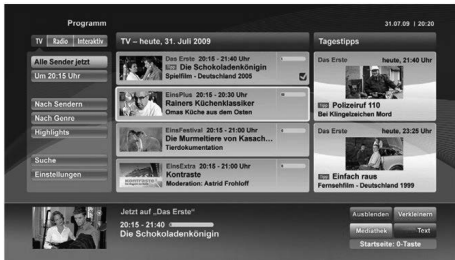 Programm
31.07.09 | 20:20
TV Radio Interaktiv
Alle Sender jetzt
Um 20:15 Uhr
Nach Sendern
Nach Genre
Highlights
Suche
Einstellungen
TV – heute, 31. Juli 2009
Das Erste 20:15 - 21:40 Uhr
Tipp Die Schokoladenkönigin
Spielfilm - Deutschland 2005
EinsPlus 20:15 - 20:30 Uhr
Rainers Küchenklassiker
Omas Küche aus dem Osten
EinsFestival 20:15 - 21:00 Uhr
Die Murmeltiere von Kasach...
Tierdokumentation
EinsExtra 20:15 - 21:00 Uhr
Kontraste
Moderation: Astrid Frohloff
Tagestipps
Das Erste heute, 21:40 Uhr
Tipp Polizeiruf 110
Bei Klingelzeichen Mord
Das Erste heute, 23:25 Uhr
Tipp Einfach raus
Fernsehfilm - Deutschland 1999
Jetzt auf „Das Erste“
20:15 - 21:40
Die Schokoladenkönigin
Ausblenden Verkleinern
Mediathek Text
Startseite: 0-Taste